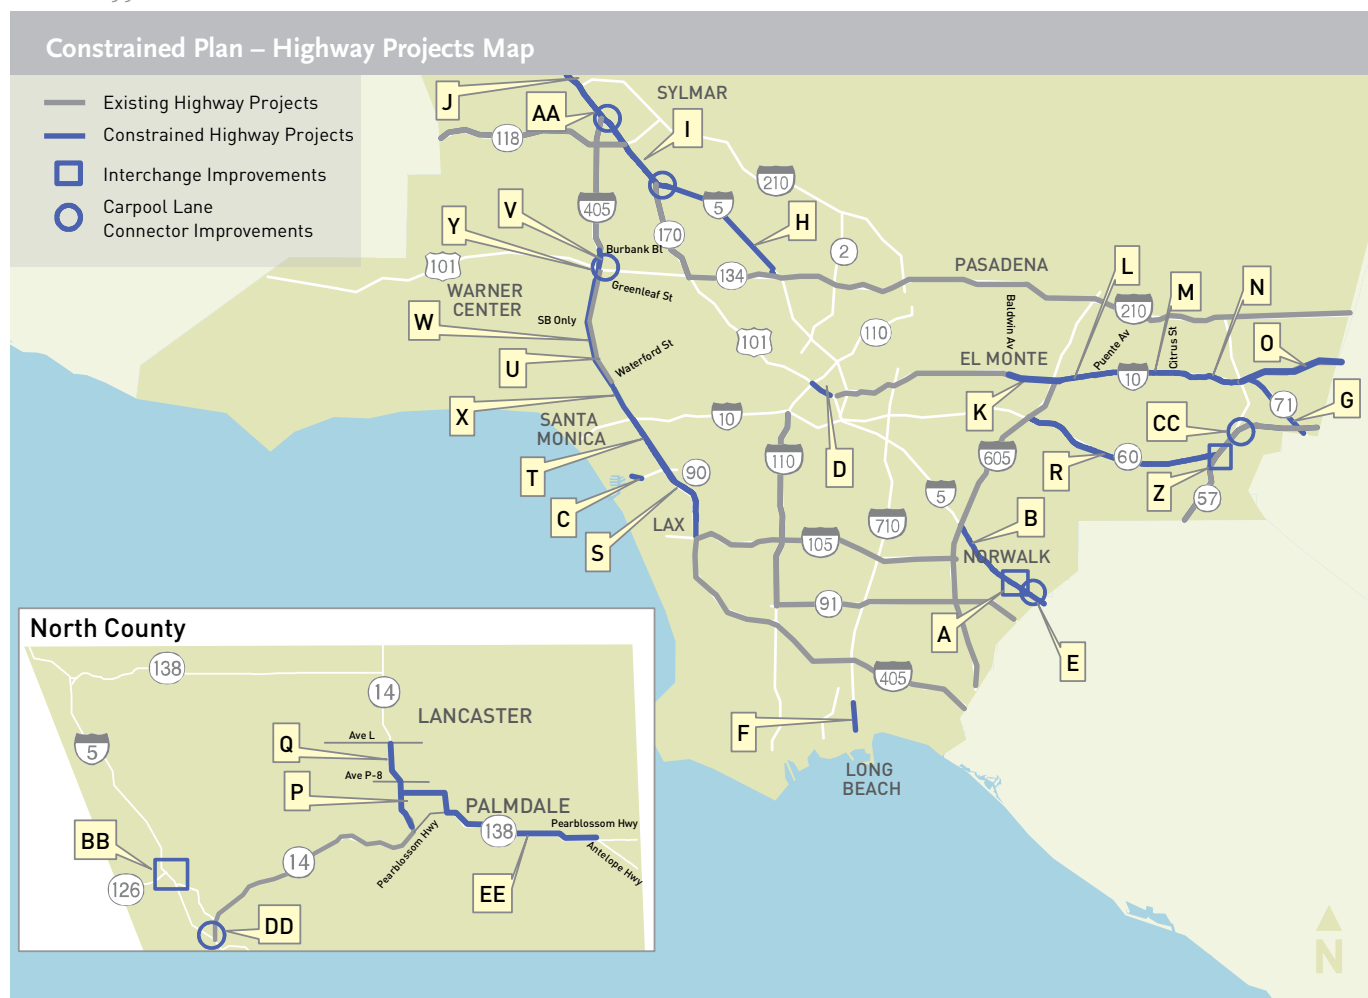 Constrained Plan – Highway Projects Map
Existing Highway Projects
Constrained Highway Projects
Interchange Improvements
Carpool Lane
Connector Improvements
J
AA
SYLMAR
I
118
210
405
V
Y
5
H
170
Burbank Bl
2
101
134
PASADENA
L
Greenleaf St
WARNER
CENTER
M
N
210
Baldwin Av
W
SB Only
101
110
Puente Av
Citrus St
O
U
Waterford St
EL MONTE
10
X
SANTA
MONICA
10
K
CC
71
G
T
110
D
605
R
60
90
Z
57
C
5
B
S
LAX
710
105
NORWALK
91
A
E
405
F
LONG
BEACH
North County
138
14
LANCASTER
Q
Ave L
5
Ave P-8
P
PALMDALE
138
Pearblossom Hwy
BB
Pearblossom Hwy
Antelope Hwy
14
126
EE
DD
N